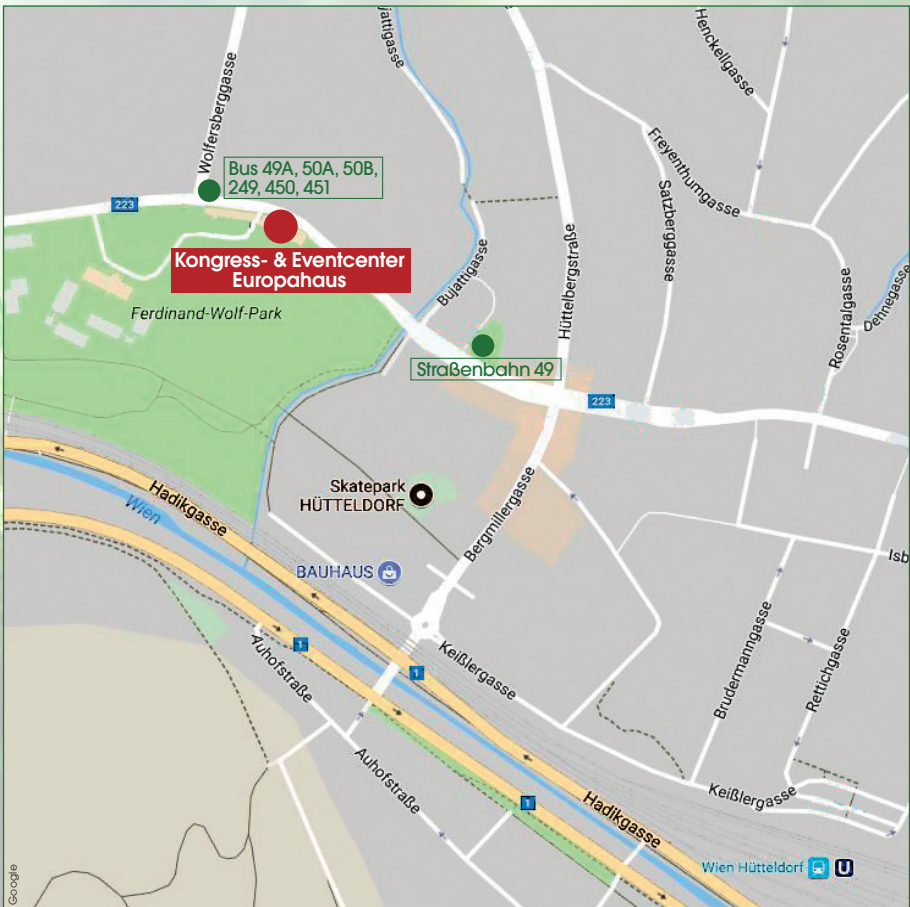 Henckellgasse
Bujattigasse
Wolfersberggasse
Bus 49A, 50A, 50B,
249, 450, 451
Freyenthurmgasse
Satzberggasse
223
Kongress- & Eventcenter
Europahaus
Bujattigasse
Hüttelbergstraße
Rosentalgasse
Dehnegasse
Ferdinand-Wolf-Park
Straßenbahn 49
223
Skatepark
HÜTTELDORF
Hadikgasse
Wien
Bergmillergasse
Isb
BAUHAUS
1
Auhofstraße
1
Keißlergasse
Brudermanngasse
Rettichgasse
Auhofstraße
Keißlergasse
1
Hadikgasse
Wien Hütteldorf
U
Google